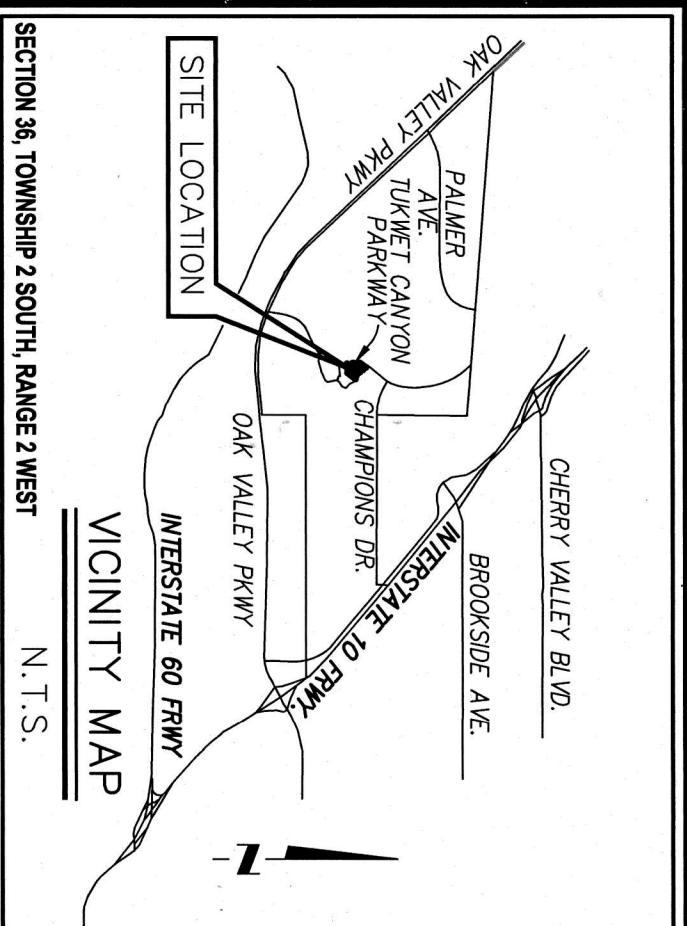 OAK VALLEY PKWY
PALMER
AVE.
TUKWET CANYON
PARKWAY
SITE LOCATION
CHERRY VALLEY BLVD.
BROOKSIDE AVE.
INTERSTATE 10 FRWY.
CHAMPIONS DR.
OAK VALLEY PKWY
INTERSTATE 60 FRWY
N
VICINITY MAP
N.T.S.
SECTION 36, TOWNSHIP 2 SOUTH, RANGE 2 WEST